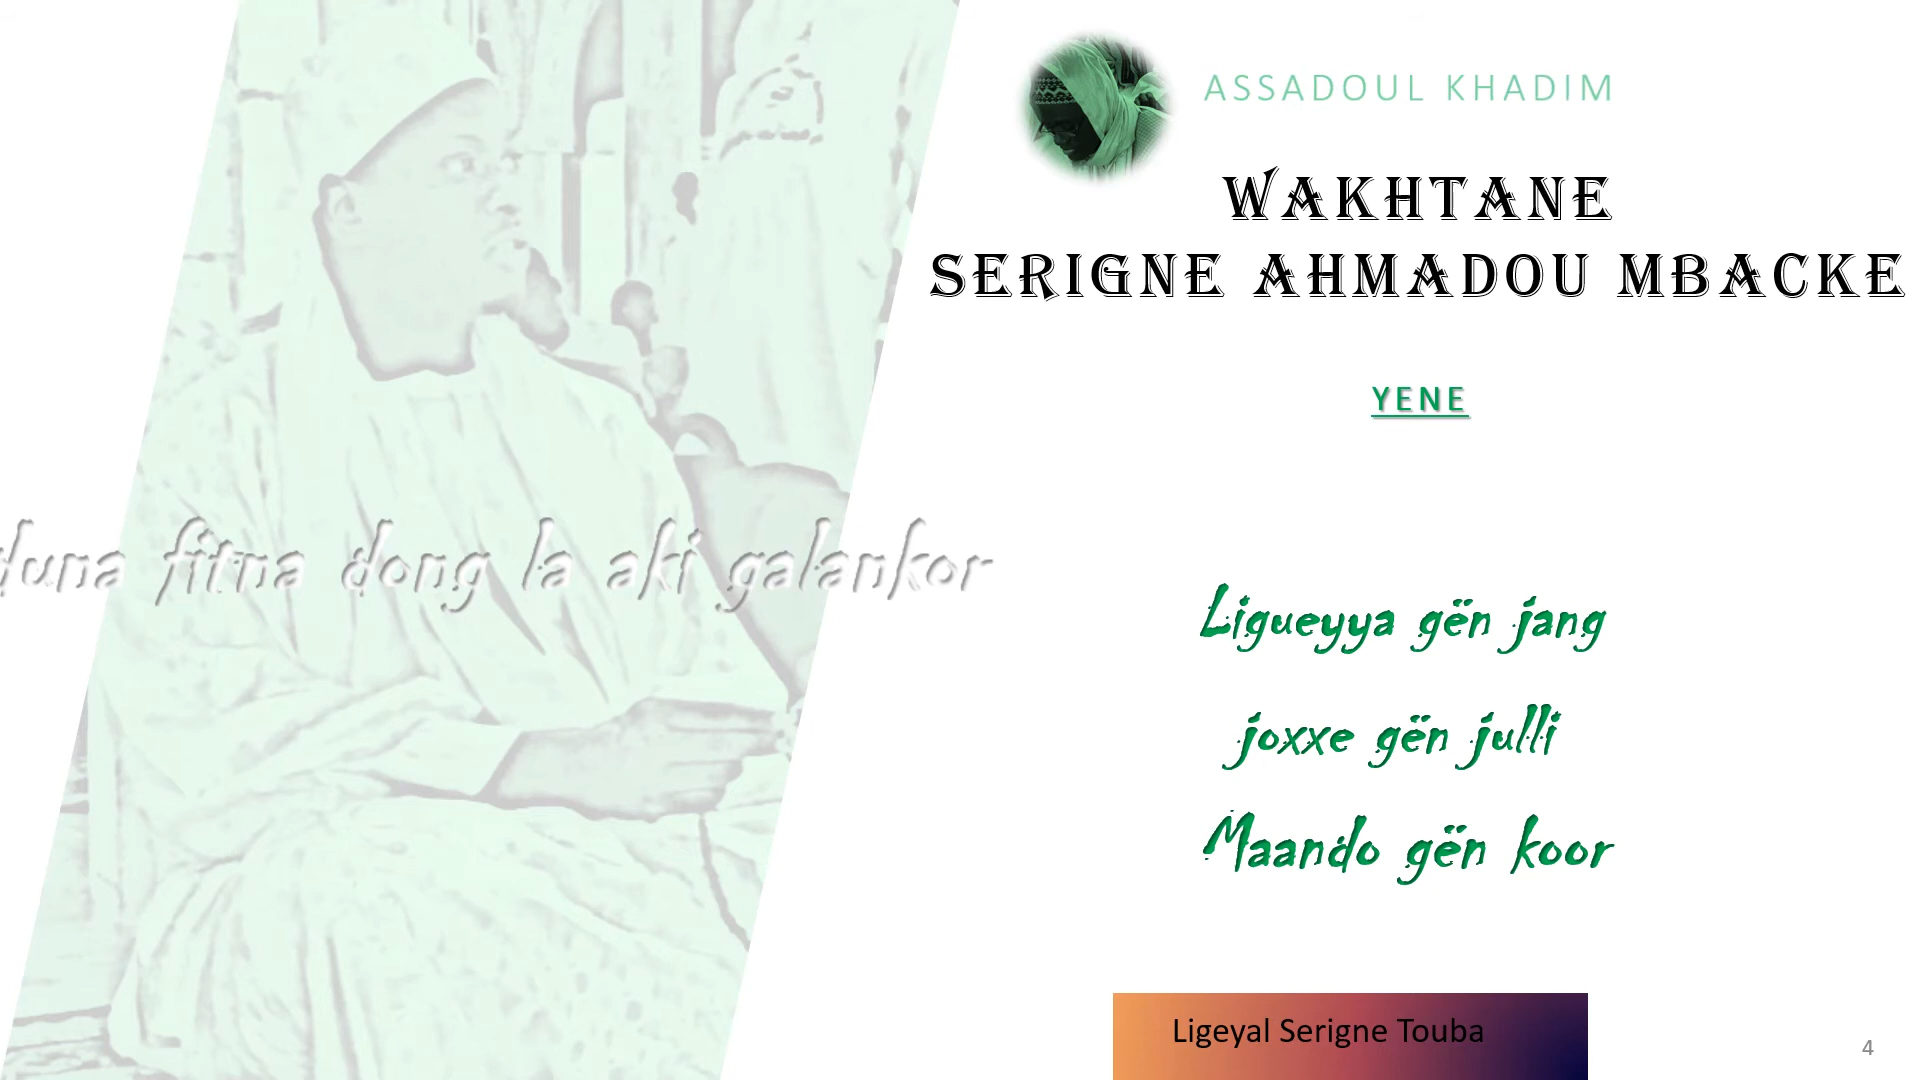 ASSADOUL KHADIM
WAKHTANE
SERIGNE AHMADOU MBACKE
YENE
duna fitna dong la aki galankor
Ligueyya gën jang
joxxe gën julli
Maando gën koor
Ligeyal Serigne Touba
4